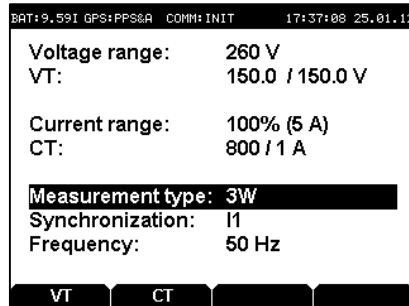 BAT:9.59I GPS:PPS&A COMM:INIT 17:37:08 25.01.11
Voltage range: 260 V
VT: 150.0 / 150.0 V
Current range: 100% (5 A)
CT: 800 / 1 A
Measurement type: 3W
Synchronization: I1
Frequency: 50 Hz
VT CT